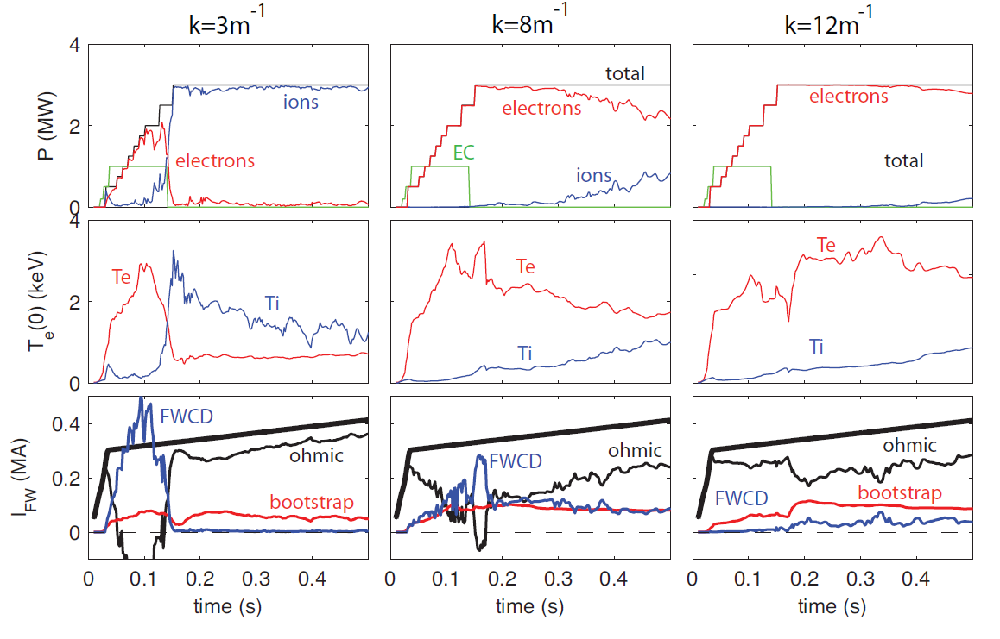 k=3m⁻¹ k=8m⁻¹ k=12m⁻¹
4
total
P (MW)
ions
electrons
electrons
2
EC
electrons
ions
total
0
4
Te
Te
Te
Tₑ(0) (keV)
2
Ti
Ti
Ti
0
FWCD
0.4
ohmic
ohmic
ohmic
FWCD
I_FW (MA)
0.2
bootstrap
FWCD
bootstrap
0
0 0.1 0.2 0.3 0.4 0 0.1 0.2 0.3 0.4 0 0.1 0.2 0.3 0.4
time (s) time (s) time (s)